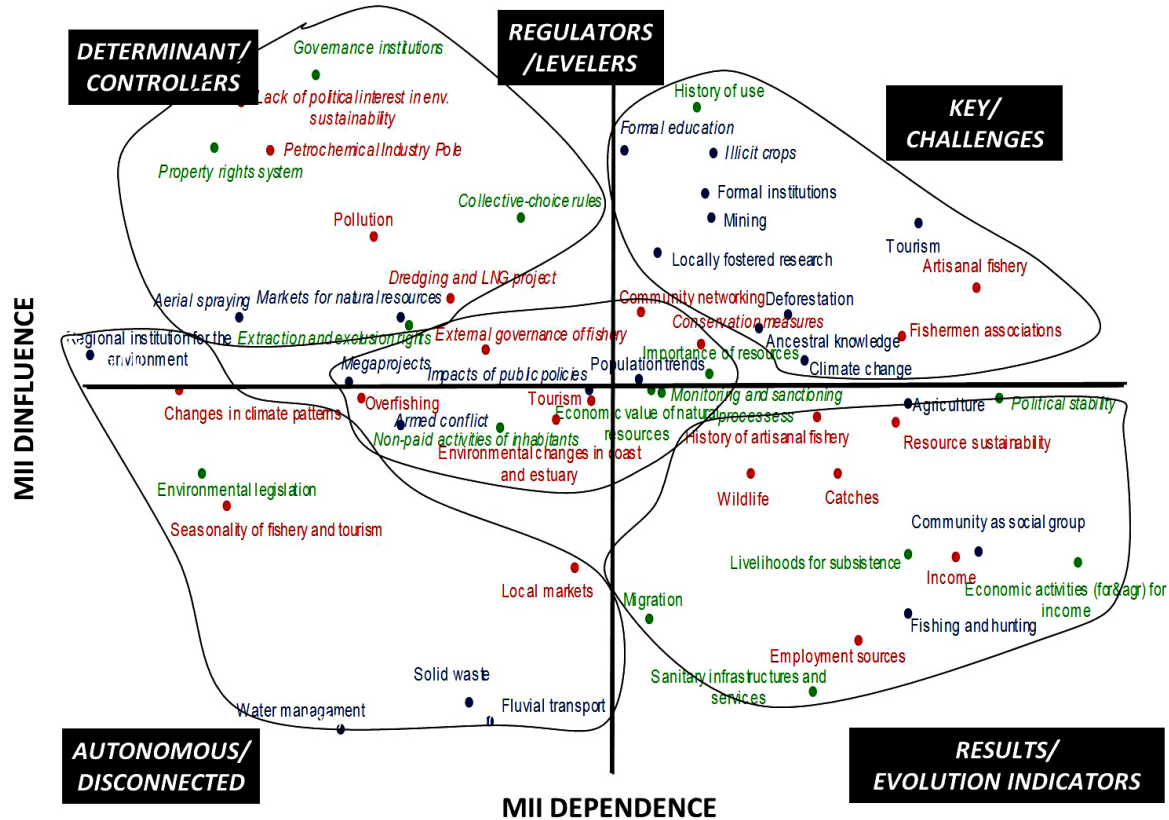 DETERMINANT/
CONTROLLERS
REGULATORS
/LEVELERS
KEY/
CHALLENGES
Governance institutions
Lack of political interest in env.
sustainability
Petrochemical Industry Pole
Property rights system
Collective-choice rules
Pollution
Dredging and LNG project
Aerial spraying
Markets for natural resources
Extraction and exclusion rights
Regional institution for the
environment
History of use
Formal education
Illicit crops
Formal institutions
Mining
Locally fostered research
Tourism
Artisanal fishery
Deforestation
Fishermen associations
Ancestral knowledge
Climate change
Community networking
Conservation measures
External governance of fishery
Importance of resources
Population trends
Megaprojects
Impacts of public policies
Overfishing
Tourism
Armed conflict
Non-paid activities of inhabitants
Economic value of natural
resources
Monitoring and sanctioning
processess
Environmental changes in coast
and estuary
Changes in climate patterns
Environmental legislation
Seasonality of fishery and tourism
Local markets
Solid waste
Fluvial transport
Water managament
Agriculture
Political stability
History of artisanal fishery
Resource sustainability
Wildlife
Catches
Community as social group
Livelihoods for subsistence
Income
Economic activities (for&agr) for
income
Migration
Fishing and hunting
Employment sources
Sanitary infrastructures and
services
MII DINFLUENCE
AUTONOMOUS/
DISCONNECTED
RESULTS/
EVOLUTION INDICATORS
MII DEPENDENCE